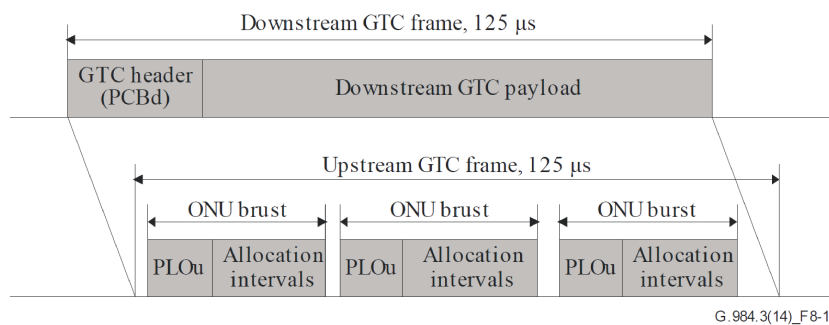 Downstream GTC frame, 125 μs
GTC header
(PCBd)
Downstream GTC payload
Upstream GTC frame, 125 μs
ONU brust
ONU brust
ONU burst
PLOu
Allocation
intervals
PLOu
Allocation
intervals
PLOu
Allocation
intervals
G.984.3(14)_F8-1